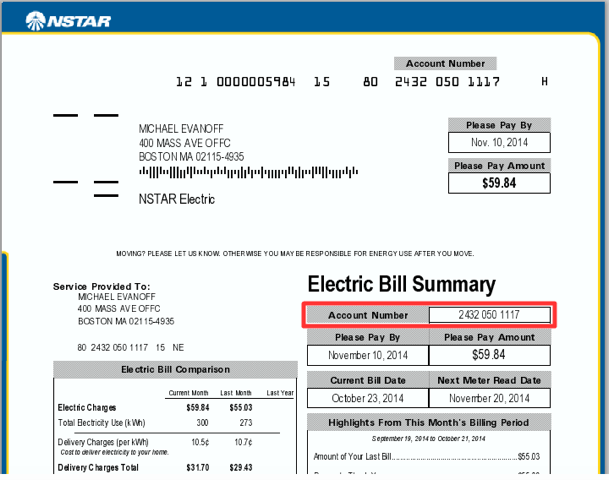 NSTAR
Account Number
12 1 0000005984 15 80 2432 050 1117 H
MICHAEL EVANOFF
400 MASS AVE OFFC
BOSTON MA 02115-4935
NSTAR Electric
Please Pay By
Nov. 10, 2014
Please Pay Amount
$59.84
MOVING? PLEASE LET US KNOW. OTHERWISE YOU MAY BE RESPONSIBLE FOR ENERGY USE AFTER YOU MOVE.
Service Provided To:
MICHAEL EVANOFF
400 MASS AVE OFFC
BOSTON MA 02115-4935
80 2432 050 1117 15 NE
Electric Bill Comparison
Current Month Last Month Last Year
Electric Charges $59.84 $55.03
Total Electricity Use (kWh) 300 273
Delivery Charges (per kWh) 10.5¢ 10.7¢
Cost to deliver electricity to your home.
Delivery Charges Total $31.70 $29.43
Electric Bill Summary
Account Number 2432 050 1117
Please Pay By Please Pay Amount
November 10, 2014 $59.84
Current Bill Date Next Meter Read Date
October 23, 2014 November 20, 2014
Highlights From This Month's Billing Period
September 19, 2014 to October 21, 2014
Amount of Your Last Bill $55.03